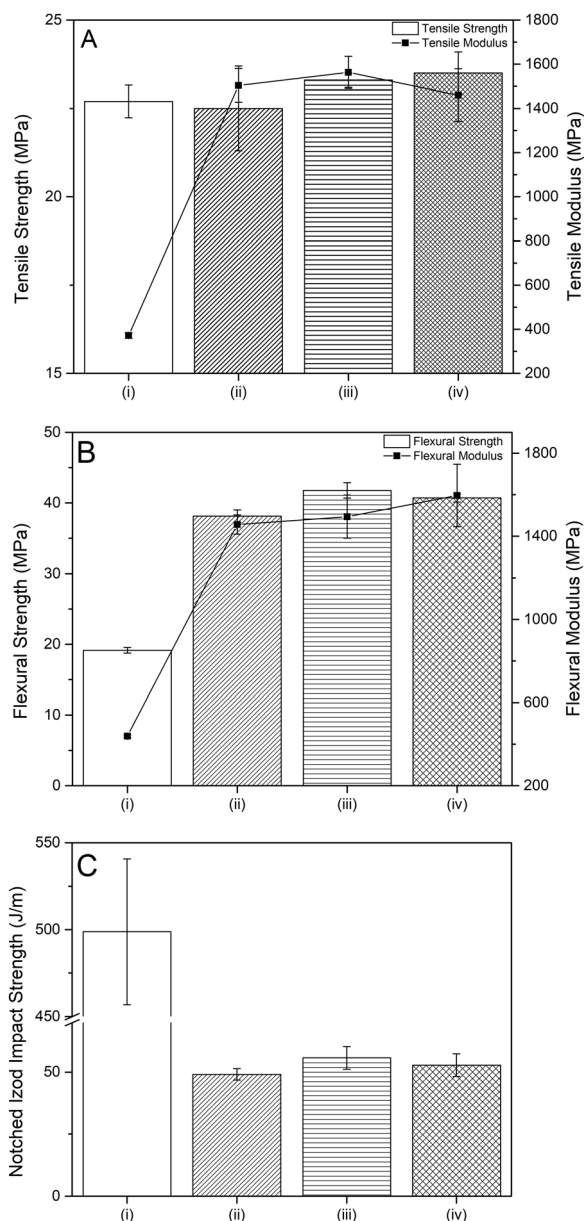 A
Tensile Strength
Tensile Modulus
Tensile Strength (MPa)
25
20
15
Tensile Modulus (MPa)
1800
1600
1400
1200
1000
800
600
400
200
(i) (ii) (iii) (iv)
B
Flexural Strength
Flexural Modulus
Flexural Strength (MPa)
50
40
30
20
10
0
Flexural Modulus (MPa)
1800
1400
1000
600
200
(i) (ii) (iii) (iv)
C
Notched Izod Impact Strength (J/m)
550
500
450
50
0
(i) (ii) (iii) (iv)